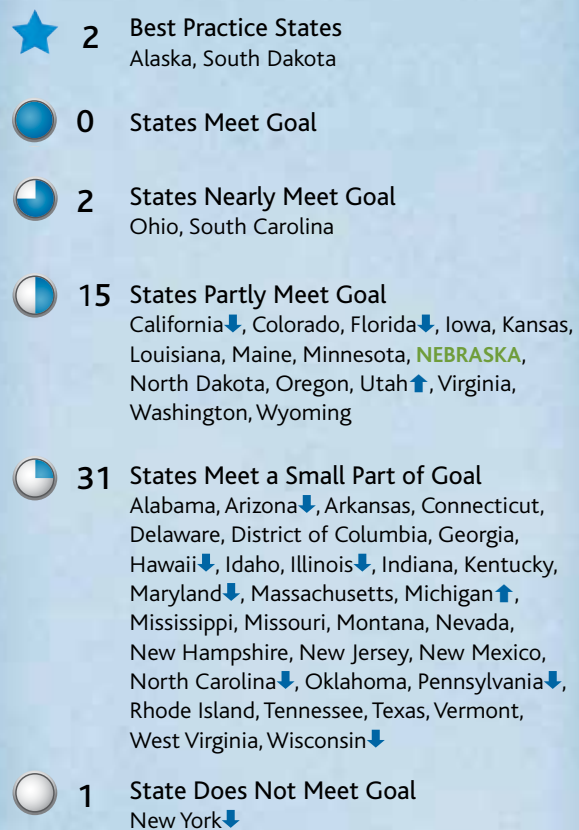 2 Best Practice States
Alaska, South Dakota
0 States Meet Goal
2 States Nearly Meet Goal
Ohio, South Carolina
15 States Partly Meet Goal
California⬇, Colorado, Florida⬇, Iowa, Kansas,
Louisiana, Maine, Minnesota, NEBRASKA,
North Dakota, Oregon, Utah⬆, Virginia,
Washington, Wyoming
31 States Meet a Small Part of Goal
Alabama, Arizona⬇, Arkansas, Connecticut,
Delaware, District of Columbia, Georgia,
Hawaii⬇, Idaho, Illinois⬇, Indiana, Kentucky,
Maryland⬇, Massachusetts, Michigan⬆,
Mississippi, Missouri, Montana, Nevada,
New Hampshire, New Jersey, New Mexico,
North Carolina⬇, Oklahoma, Pennsylvania⬇,
Rhode Island, Tennessee, Texas, Vermont,
West Virginia, Wisconsin⬇
1 State Does Not Meet Goal
New York⬇